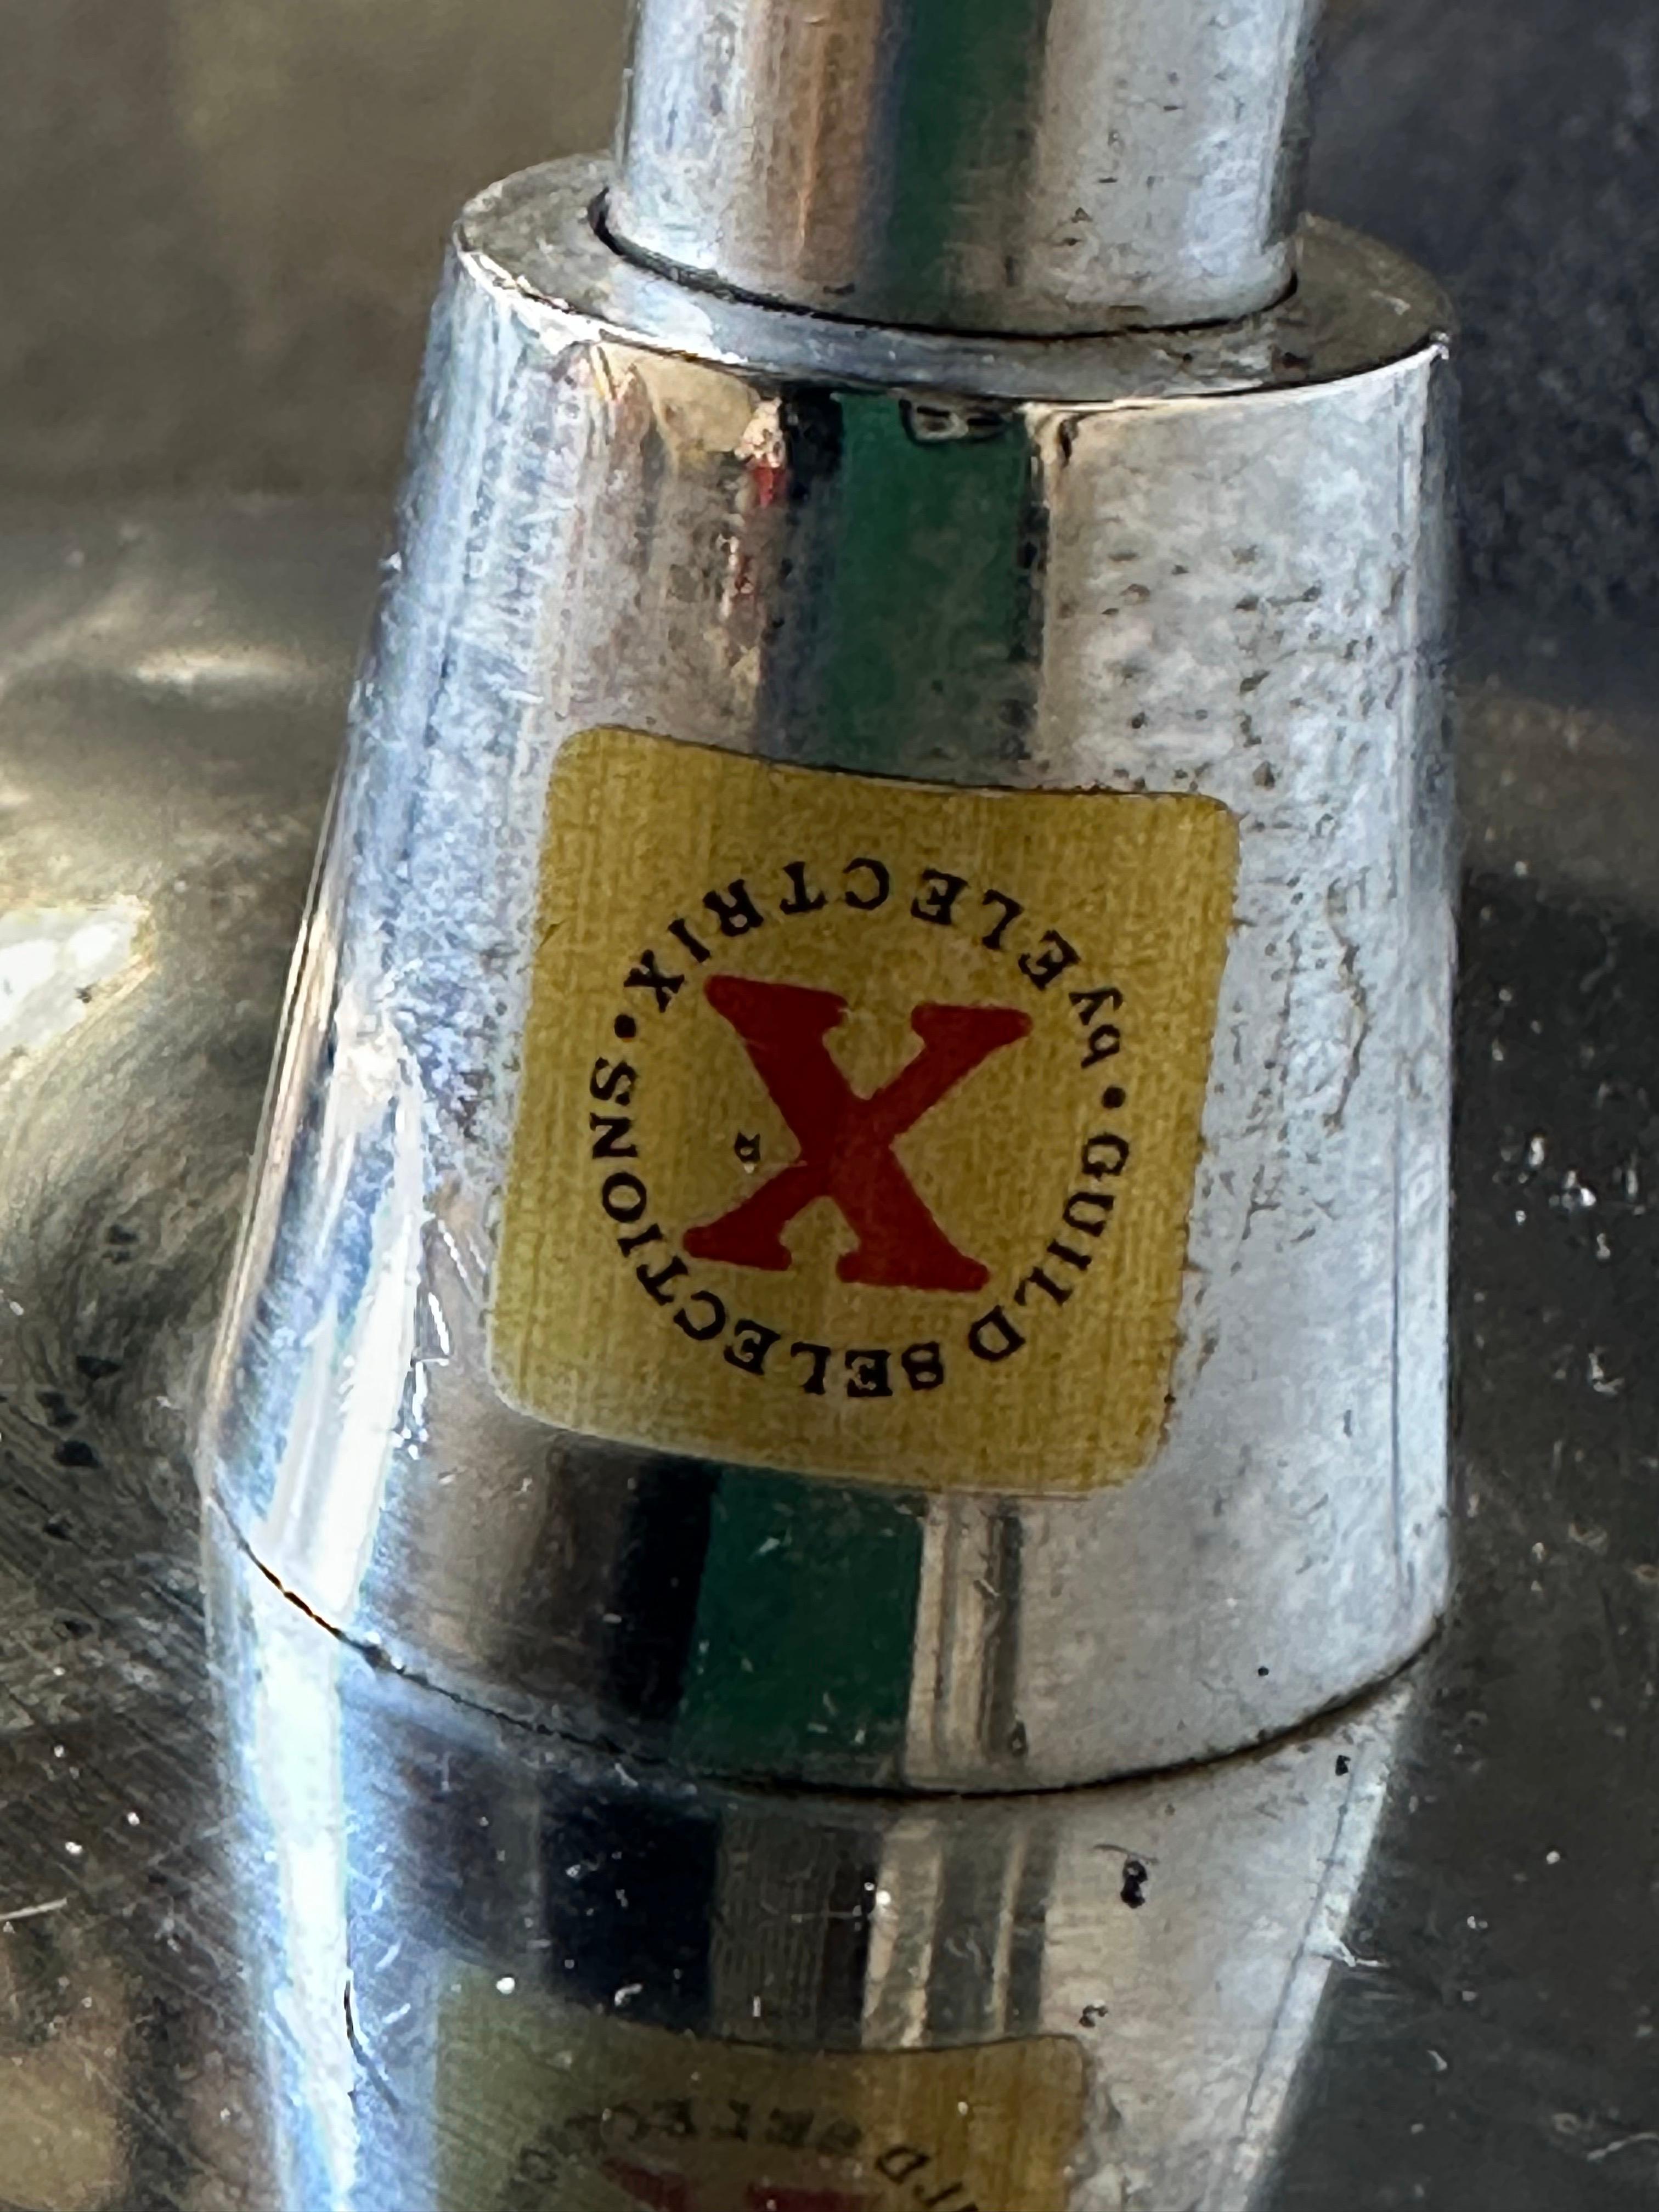 • GUILD SELECTIONS •
by ELECTRIX
X